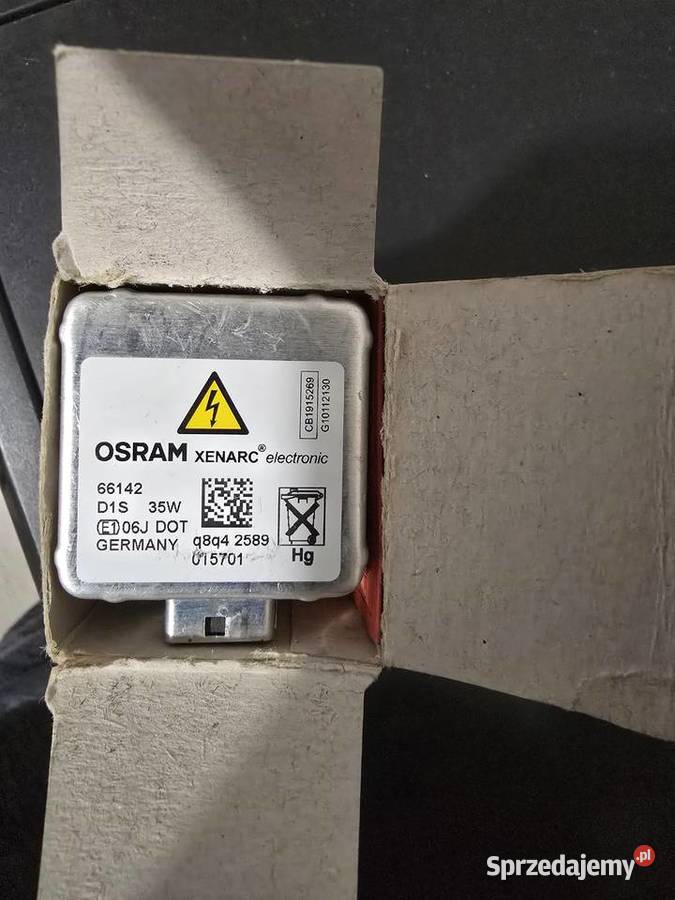 CB1915269
G10112130
OSRAM XENARC® electronic
66142
D1S 35W
E1 06J DOT
GERMANY
q8q4 2589
015701
Hg
Sprzedajemy.pl